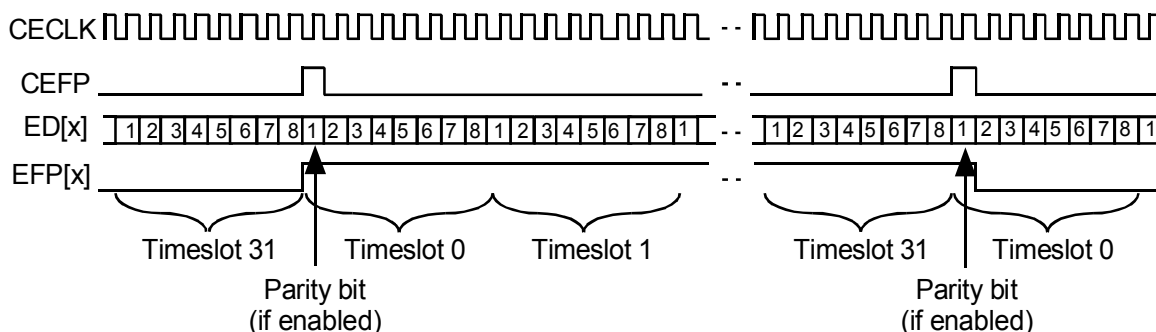 CECLK - -
CEFP - -
ED[x] 1 2 3 4 5 6 7 8 1 2 3 4 5 6 7 8 1 2 3 4 5 6 7 8 1 - - 1 2 3 4 5 6 7 8 1 2 3 4 5 6 7 8 1
EFP[x] - -
Timeslot 31 Timeslot 0 Timeslot 1 Timeslot 31 Timeslot 0
Parity bit Parity bit
(if enabled) (if enabled)